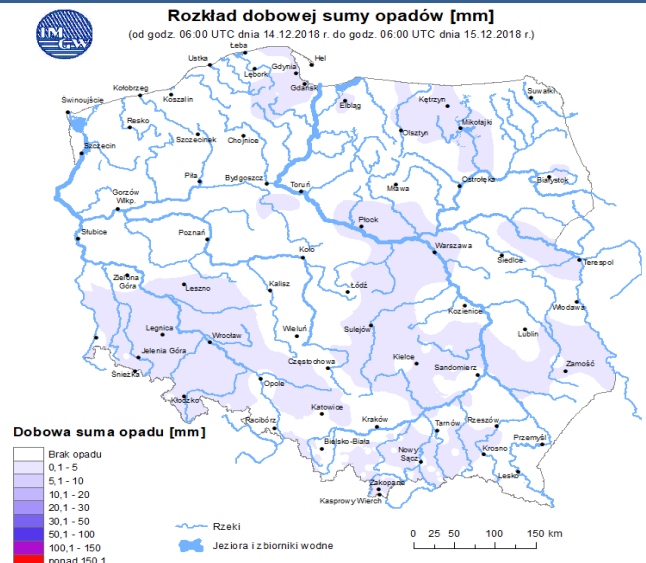 Rozkład dobowej sumy opadów [mm]
(od godz. 06:00 UTC dnia 14.12.2018 r. do godz. 06:00 UTC dnia 15.12.2018 r.)
IM
GW
Łeba
Ustka
Hel
Lębork
Gdynia
Gdańsk
Suwałki
Kołobrzeg
Koszalin
Świnoujście
Elbląg
Kętrzyn
Mikołajki
Olsztyn
Resko
Szczecinek
Chojnice
Szczecin
Piła
Bydgoszcz
Toruń
Mława
Ostrołęka
Białystok
Gorzów
Wlkp.
Płock
Słubice
Poznań
Koło
Warszawa
Siedlce
Terespol
Zielona
Góra
Leszno
Kalisz
Łódź
Kozienice
Włodawa
Legnica
Wrocław
Wieluń
Sulejów
Lublin
Jelenia Góra
Śnieżka
Częstochowa
Kielce
Sandomierz
Zamość
Opole
Kłodzko
Katowice
Racibórz
Kraków
Tarnów
Rzeszów
Przemyśl
Bielsko-Biała
Nowy
Sącz
Krosno
Lesko
Zakopane
Kasprowy Wierch
Dobowa suma opadu [mm]
Brak opadu
0,1 - 5
5,1 - 10
10,1 - 20
20,1 - 30
30,1 - 50
50,1 - 100
100,1 - 150
ponad 150,1
Rzeki
Jeziora i zbiorniki wodne
0 25 50 100 150 km